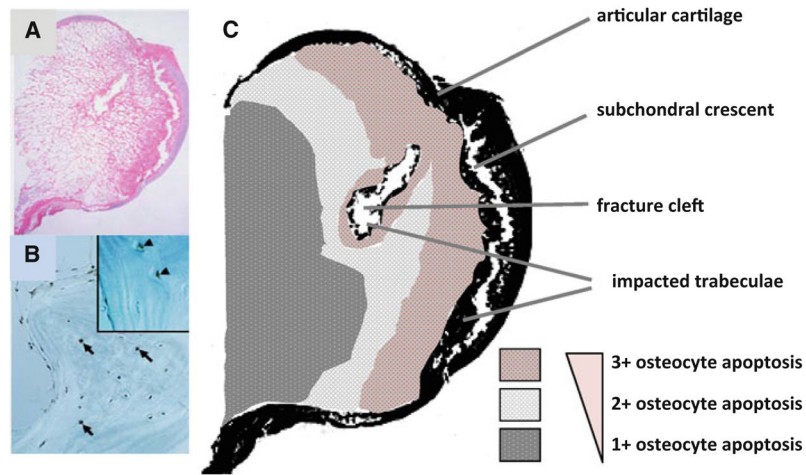 A
B
C
articular cartilage
subchondral crescent
fracture cleft
impacted trabeculae
3+ osteocyte apoptosis
2+ osteocyte apoptosis
1+ osteocyte apoptosis